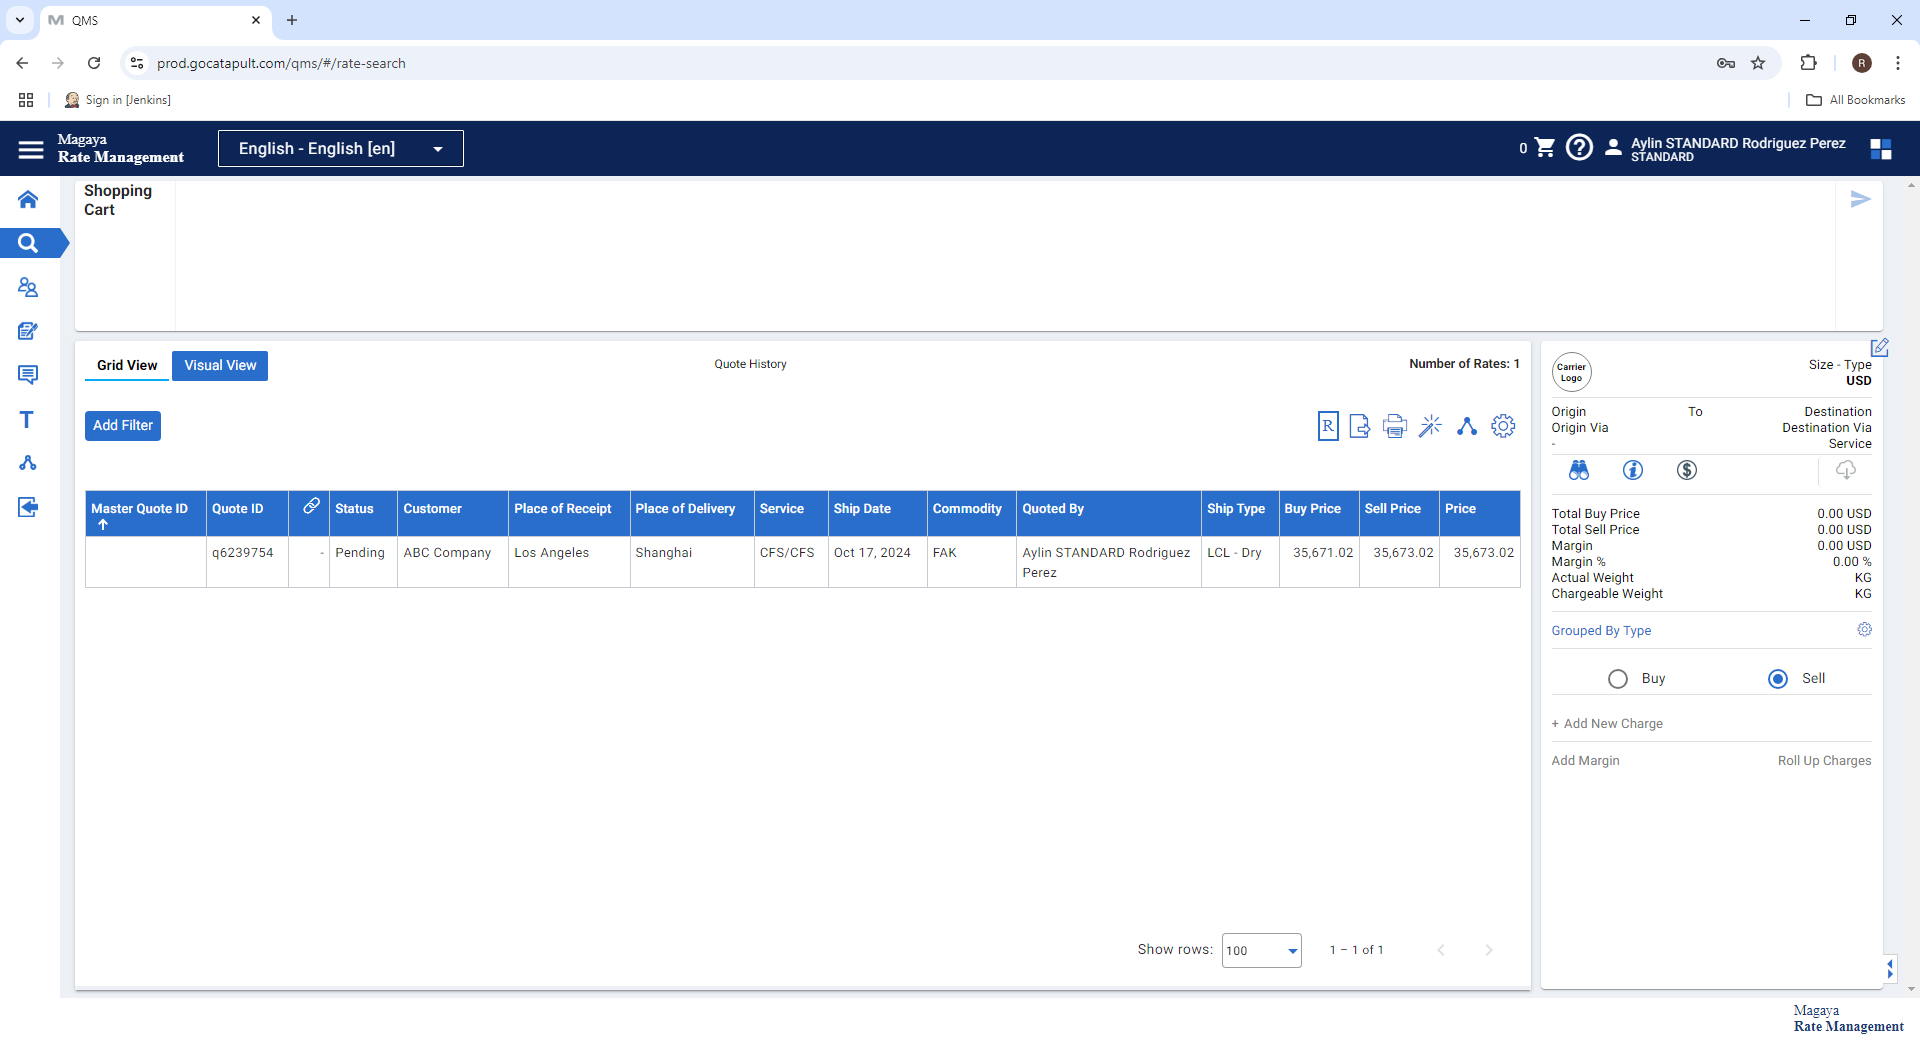 QMS
prod.gocatapult.com/qms/#/rate-search
R
Sign in [Jenkins]
All Bookmarks
Magaya
Rate Management
English - English [en]
0
Aylin STANDARD Rodriguez Perez
STANDARD
Shopping
Cart
Grid View
Visual View
Quote History
Number of Rates: 1
Add Filter
R
Master Quote ID Quote ID Status Customer Place of Receipt Place of Delivery Service Ship Date Commodity Quoted By Ship Type Buy Price Sell Price Price
q6239754 - Pending ABC Company Los Angeles Shanghai CFS/CFS Oct 17, 2024 FAK Aylin STANDARD Rodriguez LCL - Dry 35,671.02 35,673.02 35,673.02
Perez
Show rows: 100 1 – 1 of 1
Carrier
Logo
Size - Type
USD
Origin To Destination
Origin Via Destination Via
- Service
Total Buy Price 0.00 USD
Total Sell Price 0.00 USD
Margin 0.00 USD
Margin % 0.00 %
Actual Weight KG
Chargeable Weight KG
Grouped By Type
Buy Sell
+ Add New Charge
Add Margin Roll Up Charges
Magaya
Rate Management